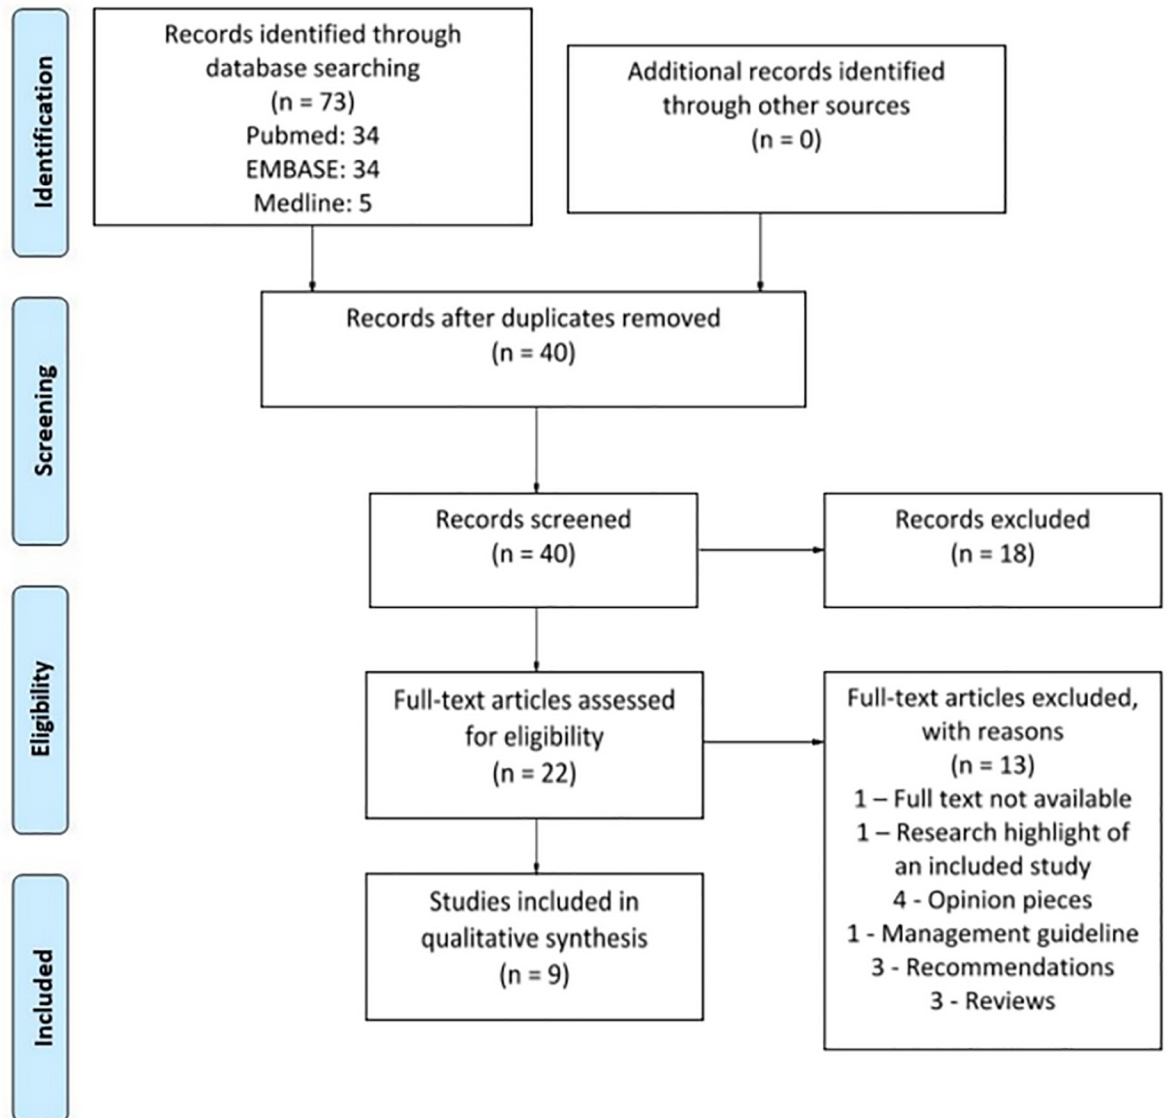 Identification
Records identified through
database searching
(n = 73)
Pubmed: 34
EMBASE: 34
Medline: 5
Additional records identified
through other sources
(n = 0)
Screening
Records after duplicates removed
(n = 40)
Records screened
(n = 40)
Records excluded
(n = 18)
Eligibility
Full-text articles assessed
for eligibility
(n = 22)
Full-text articles excluded,
with reasons
(n = 13)
1 – Full text not available
1 – Research highlight of
an included study
4 - Opinion pieces
1 - Management guideline
3 - Recommendations
3 - Reviews
Included
Studies included in
qualitative synthesis
(n = 9)